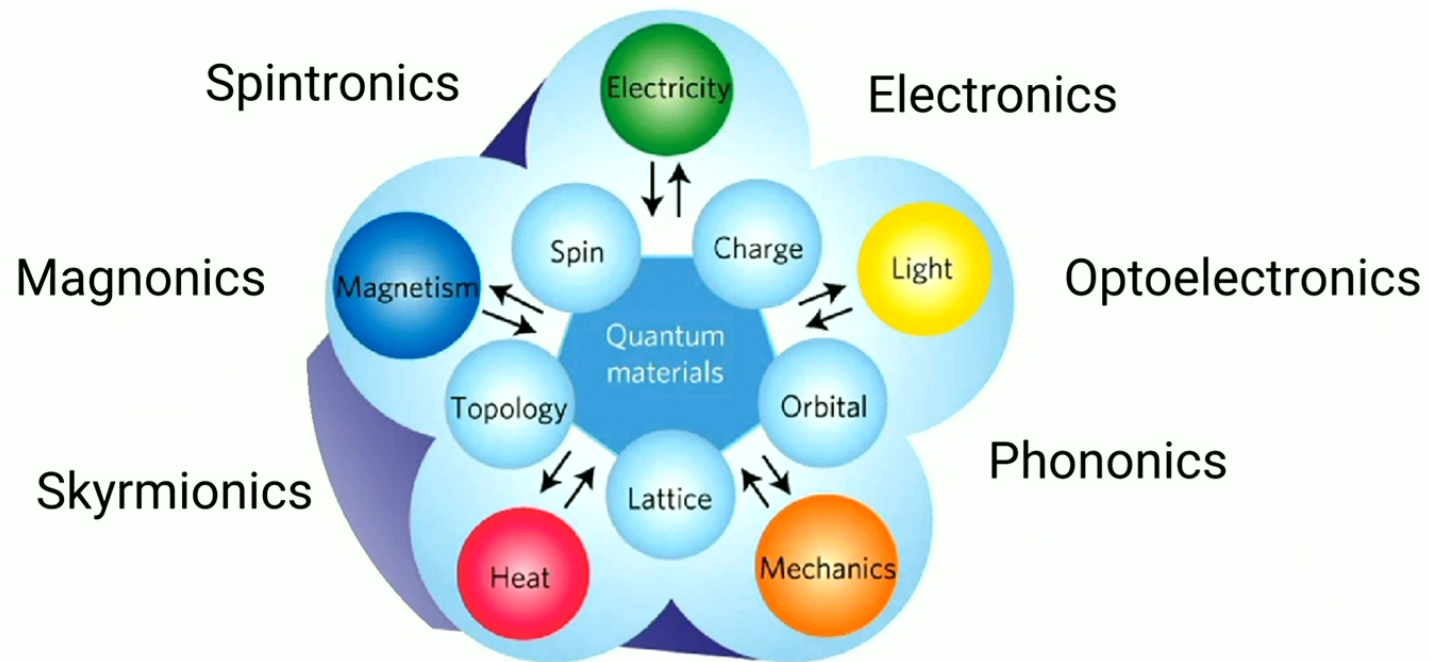 Spintronics
Electricity
Electronics
Spin
Charge
Magnetism
Light
Magnonics
Optoelectronics
Quantum
materials
Topology
Orbital
Skyrmionics
Lattice
Phononics
Heat
Mechanics